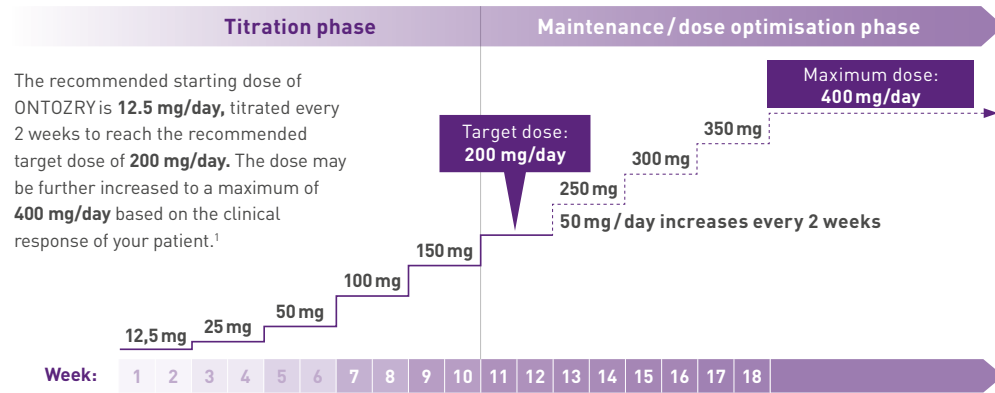 Titration phase
Maintenance/dose optimisation phase
The recommended starting dose of
ONTOZRY is 12.5 mg/day, titrated every
2 weeks to reach the recommended
target dose of 200 mg/day. The dose may
be further increased to a maximum of
400 mg/day based on the clinical
response of your patient.¹
Maximum dose:
400 mg/day
Target dose:
200 mg/day
350 mg
300 mg
250 mg
50 mg/day increases every 2 weeks
150 mg
100 mg
50 mg
25 mg
12,5 mg
Week: 1 2 3 4 5 6 7 8 9 10 11 12 13 14 15 16 17 18